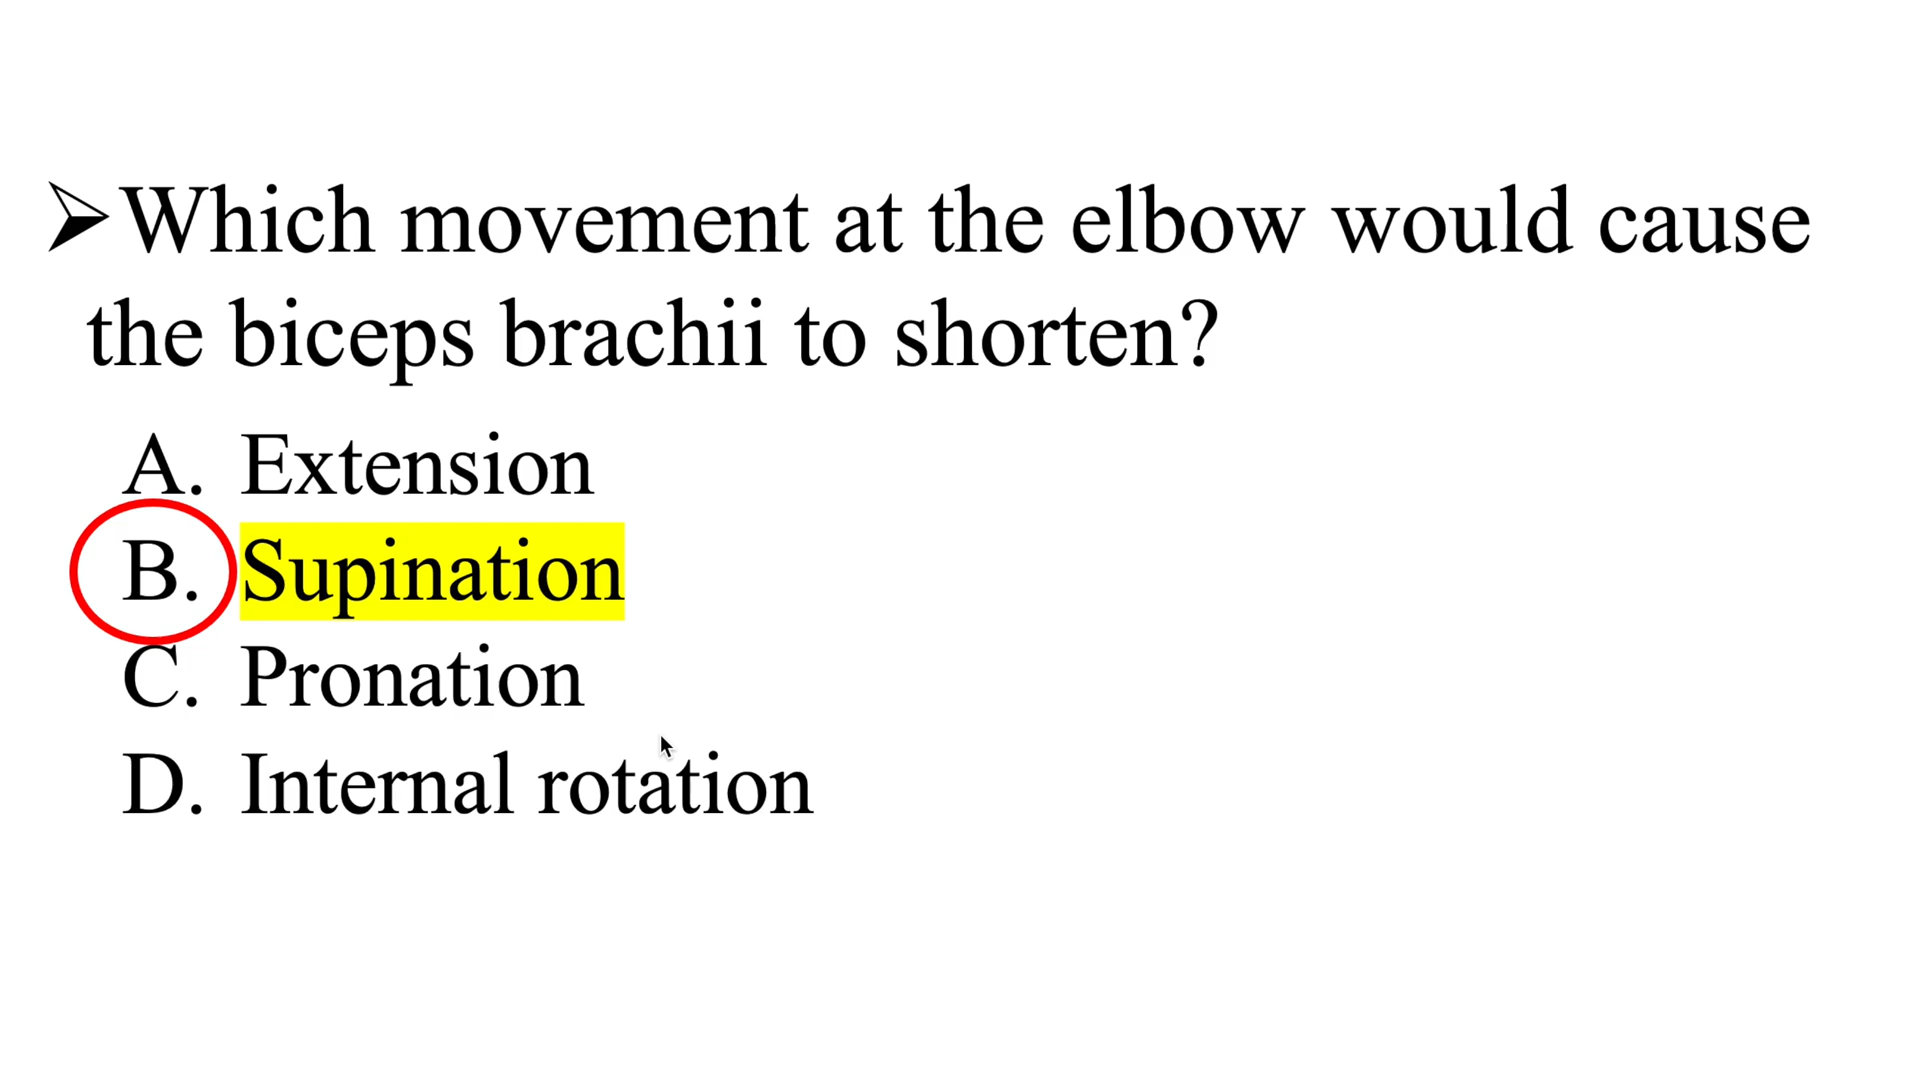 ➢Which movement at the elbow would cause
the biceps brachii to shorten?
A. Extension
B. Supination
C. Pronation
D. Internal rotation